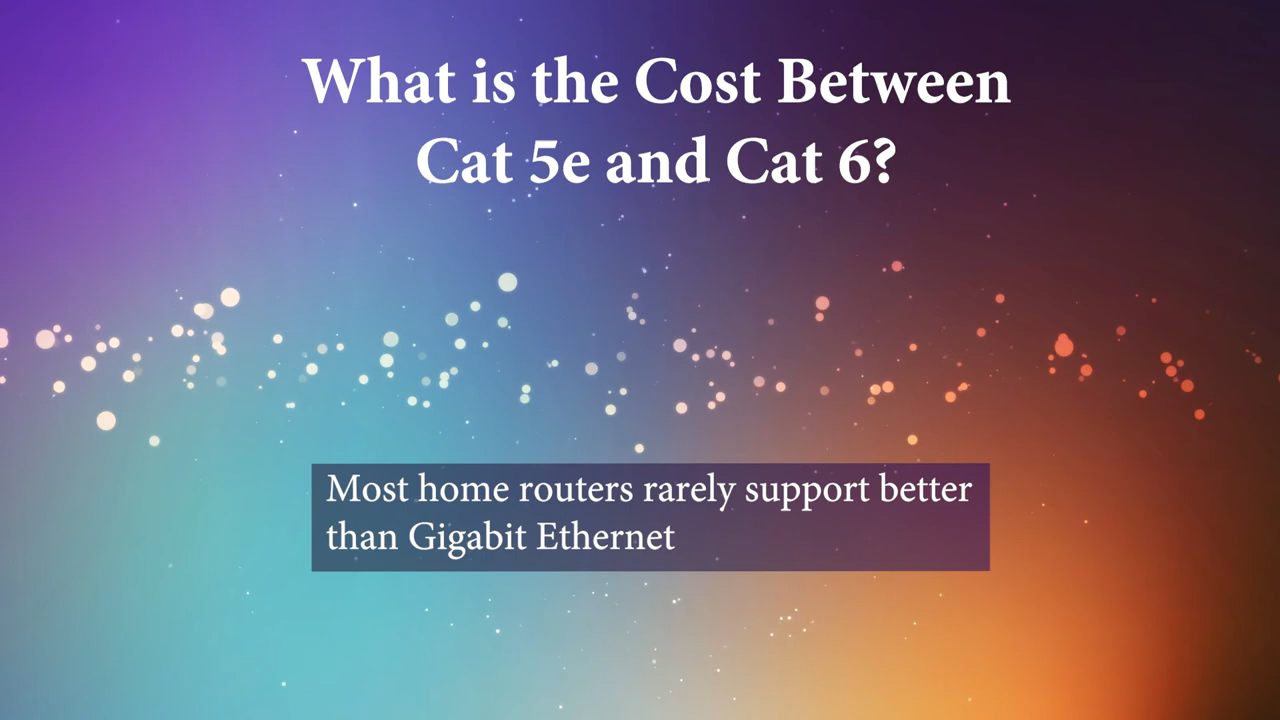 What is the Cost Between
Cat 5e and Cat 6?
Most home routers rarely support better
than Gigabit Ethernet